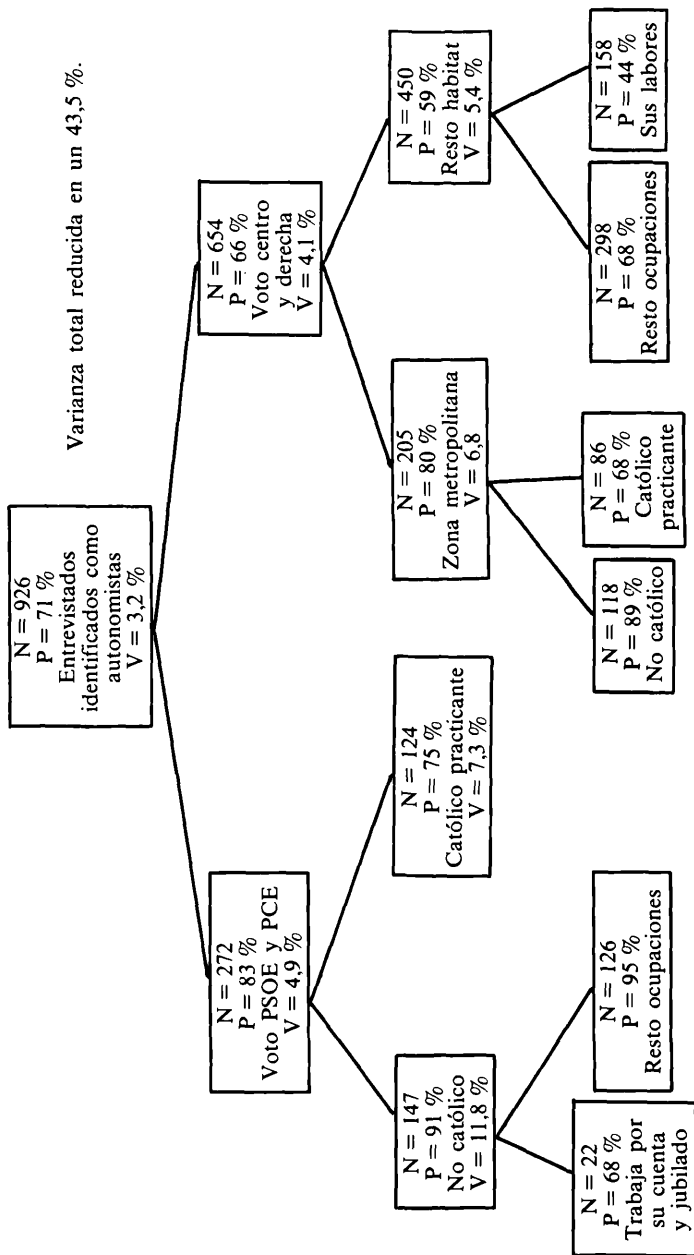 N = 926
P = 71 %
Entrevistados
identificados como
autonomistas
V = 3,2 %
Varianza total reducida en un 43,5 %.
N = 272
P = 83 %
Voto PSOE y PCE
V = 4,9 %
N = 654
P = 66 %
Voto centro
y derecha
V = 4,1 %
N = 147
P = 91 %
No católico
V = 11,8 %
N = 124
P = 75 %
Católico practicante
V = 7,3 %
N = 205
P = 80 %
Zona metropolitana
V = 6,8
N = 450
P = 59 %
Resto habitat
V = 5,4 %
N = 22
P = 68 %
Trabaja por
su cuenta
y jubilado
N = 126
P = 95 %
Resto ocupaciones
N = 118
P = 89 %
No católico
N = 86
P = 68 %
Católico
practicante
N = 298
P = 68 %
Resto ocupaciones
N = 158
P = 44 %
Sus labores